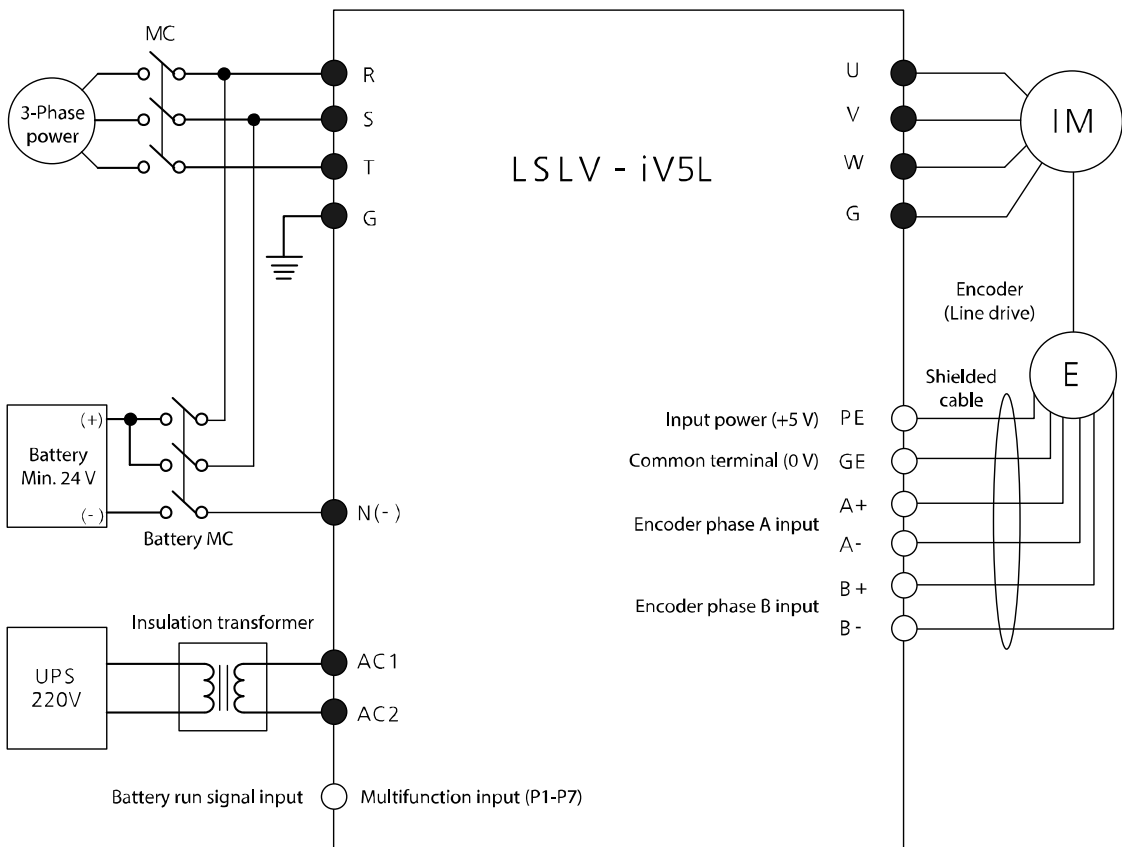 MC
3-Phase
power
R
S
T
G
LSLV - iV5L
U
V
W
G
IM
Encoder
(Line drive)
E
Shielded
cable
Battery
Min. 24 V
(+)
(-)
Battery MC
N(-)
Input power (+5 V) PE
Common terminal (0 V) GE
Encoder phase A input
A+
A-
Encoder phase B input
B+
B-
Insulation transformer
UPS
220V
AC1
AC2
Battery run signal input
Multifunction input (P1-P7)